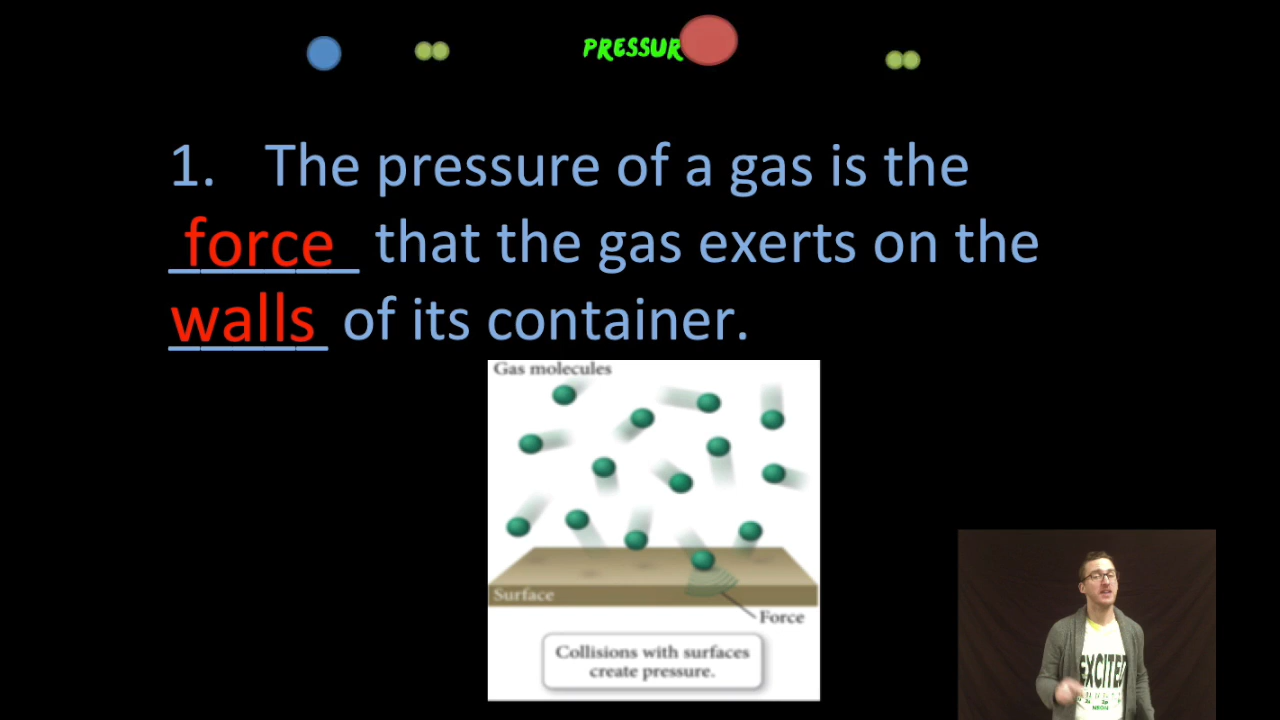 PRESSUR
1. The pressure of a gas is the
force that the gas exerts on the
walls of its container.
Gas molecules
Surface
Force
Collisions with surfaces
create pressure.
EXCITED